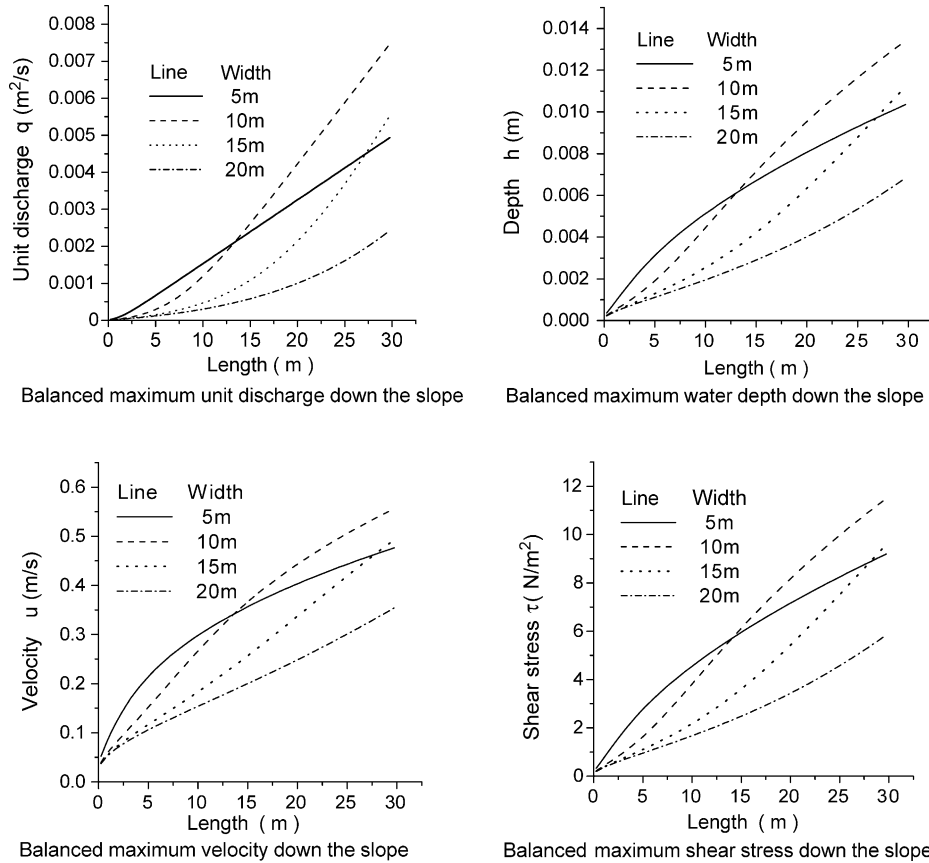 0.008
0.007
0.006
0.005
0.004
0.003
0.002
0.001
0
Unit discharge q (m²/s)
Line Width
5m
10m
15m
20m
0 5 10 15 20 25 30
Length ( m )
Balanced maximum unit discharge down the slope
0.014
0.012
0.010
0.008
0.006
0.004
0.002
0.000
Depth h (m)
Line Width
5m
10m
15m
20m
0 5 10 15 20 25 30
Length ( m )
Balanced maximum water depth down the slope
0.6
0.5
0.4
0.3
0.2
0.1
0.0
Velocity u (m/s)
Line Width
5m
10m
15m
20m
0 5 10 15 20 25 30
Length ( m )
Balanced maximum velocity down the slope
12
10
8
6
4
2
0
Shear stress τ( N/m²)
Line Width
5m
10m
15m
20m
0 5 10 15 20 25 30
Length ( m )
Balanced maximum shear stress down the slope